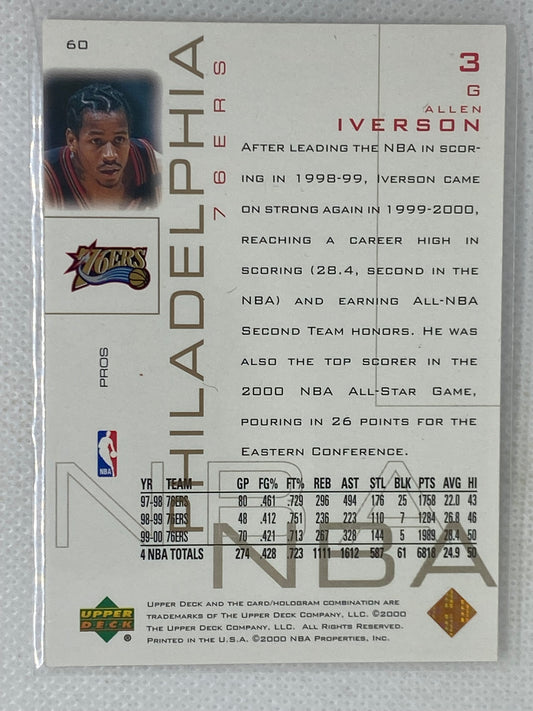 60
3
G
ALLEN
IVERSON
PHILADELPHIA
76ERS
76ERS
PROS
NBA
AFTER LEADING THE NBA IN SCOR-
ING IN 1998-99, IVERSON CAME
ON STRONG AGAIN IN 1999-2000,
REACHING A CAREER HIGH IN
SCORING (28.4, SECOND IN THE
NBA) AND EARNING ALL-NBA
SECOND TEAM HONORS. HE WAS
ALSO THE TOP SCORER IN THE
2000 NBA ALL-STAR GAME,
POURING IN 26 POINTS FOR THE
EASTERN CONFERENCE.
NBA
NBA
YR TEAM GP FG% FT% REB AST STL BLK PTS AVG HI
97-98 76ERS 80 .461 .729 296 494 176 25 1758 22.0 43
98-99 76ERS 48 .412 .751 236 223 110 7 1284 26.8 46
99-00 76ERS 70 .421 .713 267 328 144 5 1989 28.4 50
4 NBA TOTALS 274 .428 .723 1111 1612 587 61 6818 24.9 50
UPPER DECK ®
UPPER DECK AND THE CARD/HOLOGRAM COMBINATION ARE
TRADEMARKS OF THE UPPER DECK COMPANY, LLC. ©2000
THE UPPER DECK COMPANY, LLC. ALL RIGHTS RESERVED.
PRINTED IN THE U.S.A. ©2000 NBA PROPERTIES, INC.